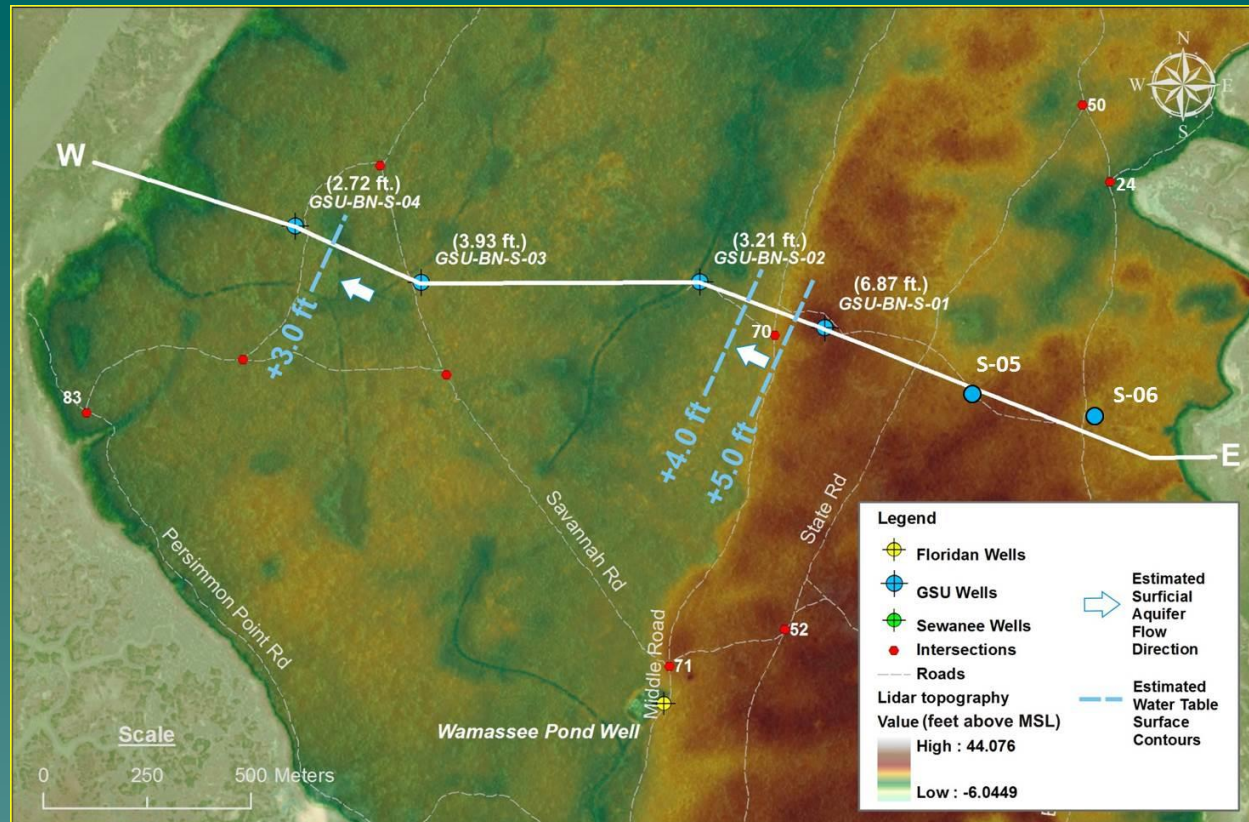 N
W
E
S
50
24
W
(2.72 ft.)
GSU-BN-S-04
(3.93 ft.)
GSU-BN-S-03
(3.21 ft.)
GSU-BN-S-02
(6.87 ft.)
GSU-BN-S-01
70
S-05
S-06
E
+3.0 ft
+4.0 ft
+5.0 ft
83
Persimmon Point Rd
Savannah Rd
State Rd
Middle Road
52
71
Wamassee Pond Well
Scale
0 250 500 Meters
Legend
Floridan Wells
GSU Wells
Sewanee Wells
Intersections
Roads
Lidar topography
Value (feet above MSL)
High : 44.076
Low : -6.0449
Estimated
Surficial
Aquifer
Flow
Direction
Estimated
Water Table
Surface
Contours